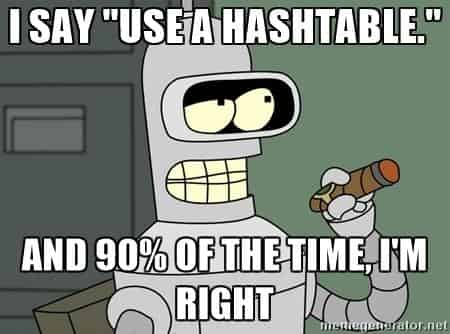 I SAY "USE A HASHTABLE."
AND 90% OF THE TIME, I'M
RIGHT
memegenerator.net